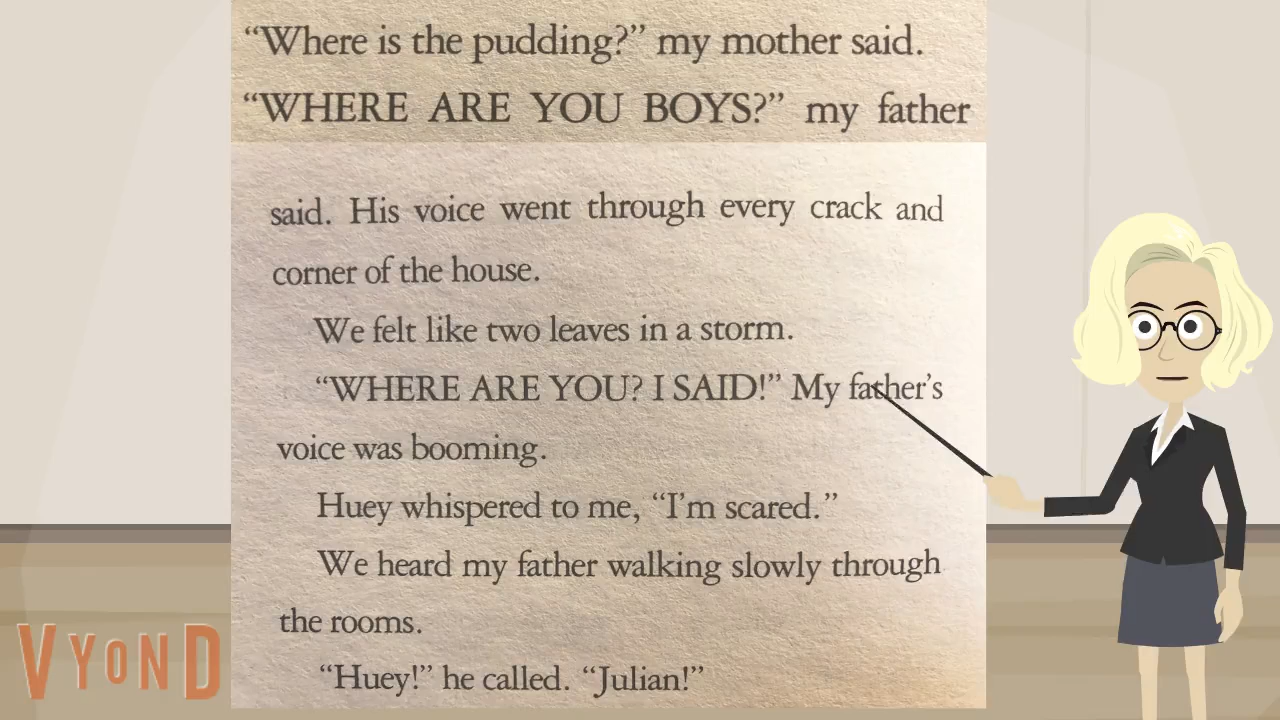 “Where is the pudding?” my mother said.
“WHERE ARE YOU BOYS?” my father
said. His voice went through every crack and
corner of the house.
We felt like two leaves in a storm.
“WHERE ARE YOU? I SAID!” My father’s
voice was booming.
Huey whispered to me, “I’m scared.”
We heard my father walking slowly through
the rooms.
“Huey!” he called. “Julian!”
VYOND